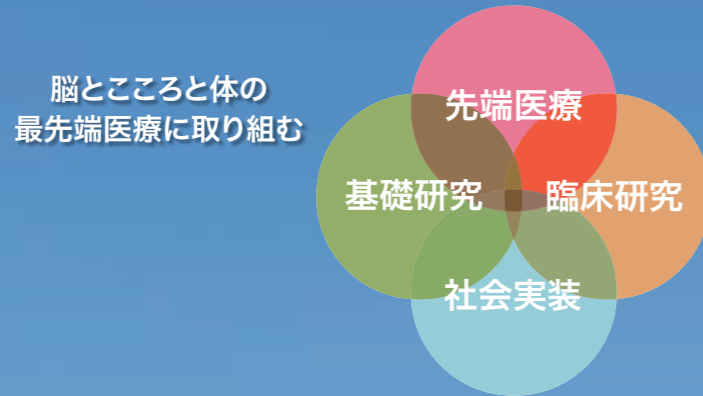 脳とこころと体の
最先端医療に取り組む
先端医療
基礎研究
臨床研究
社会実装